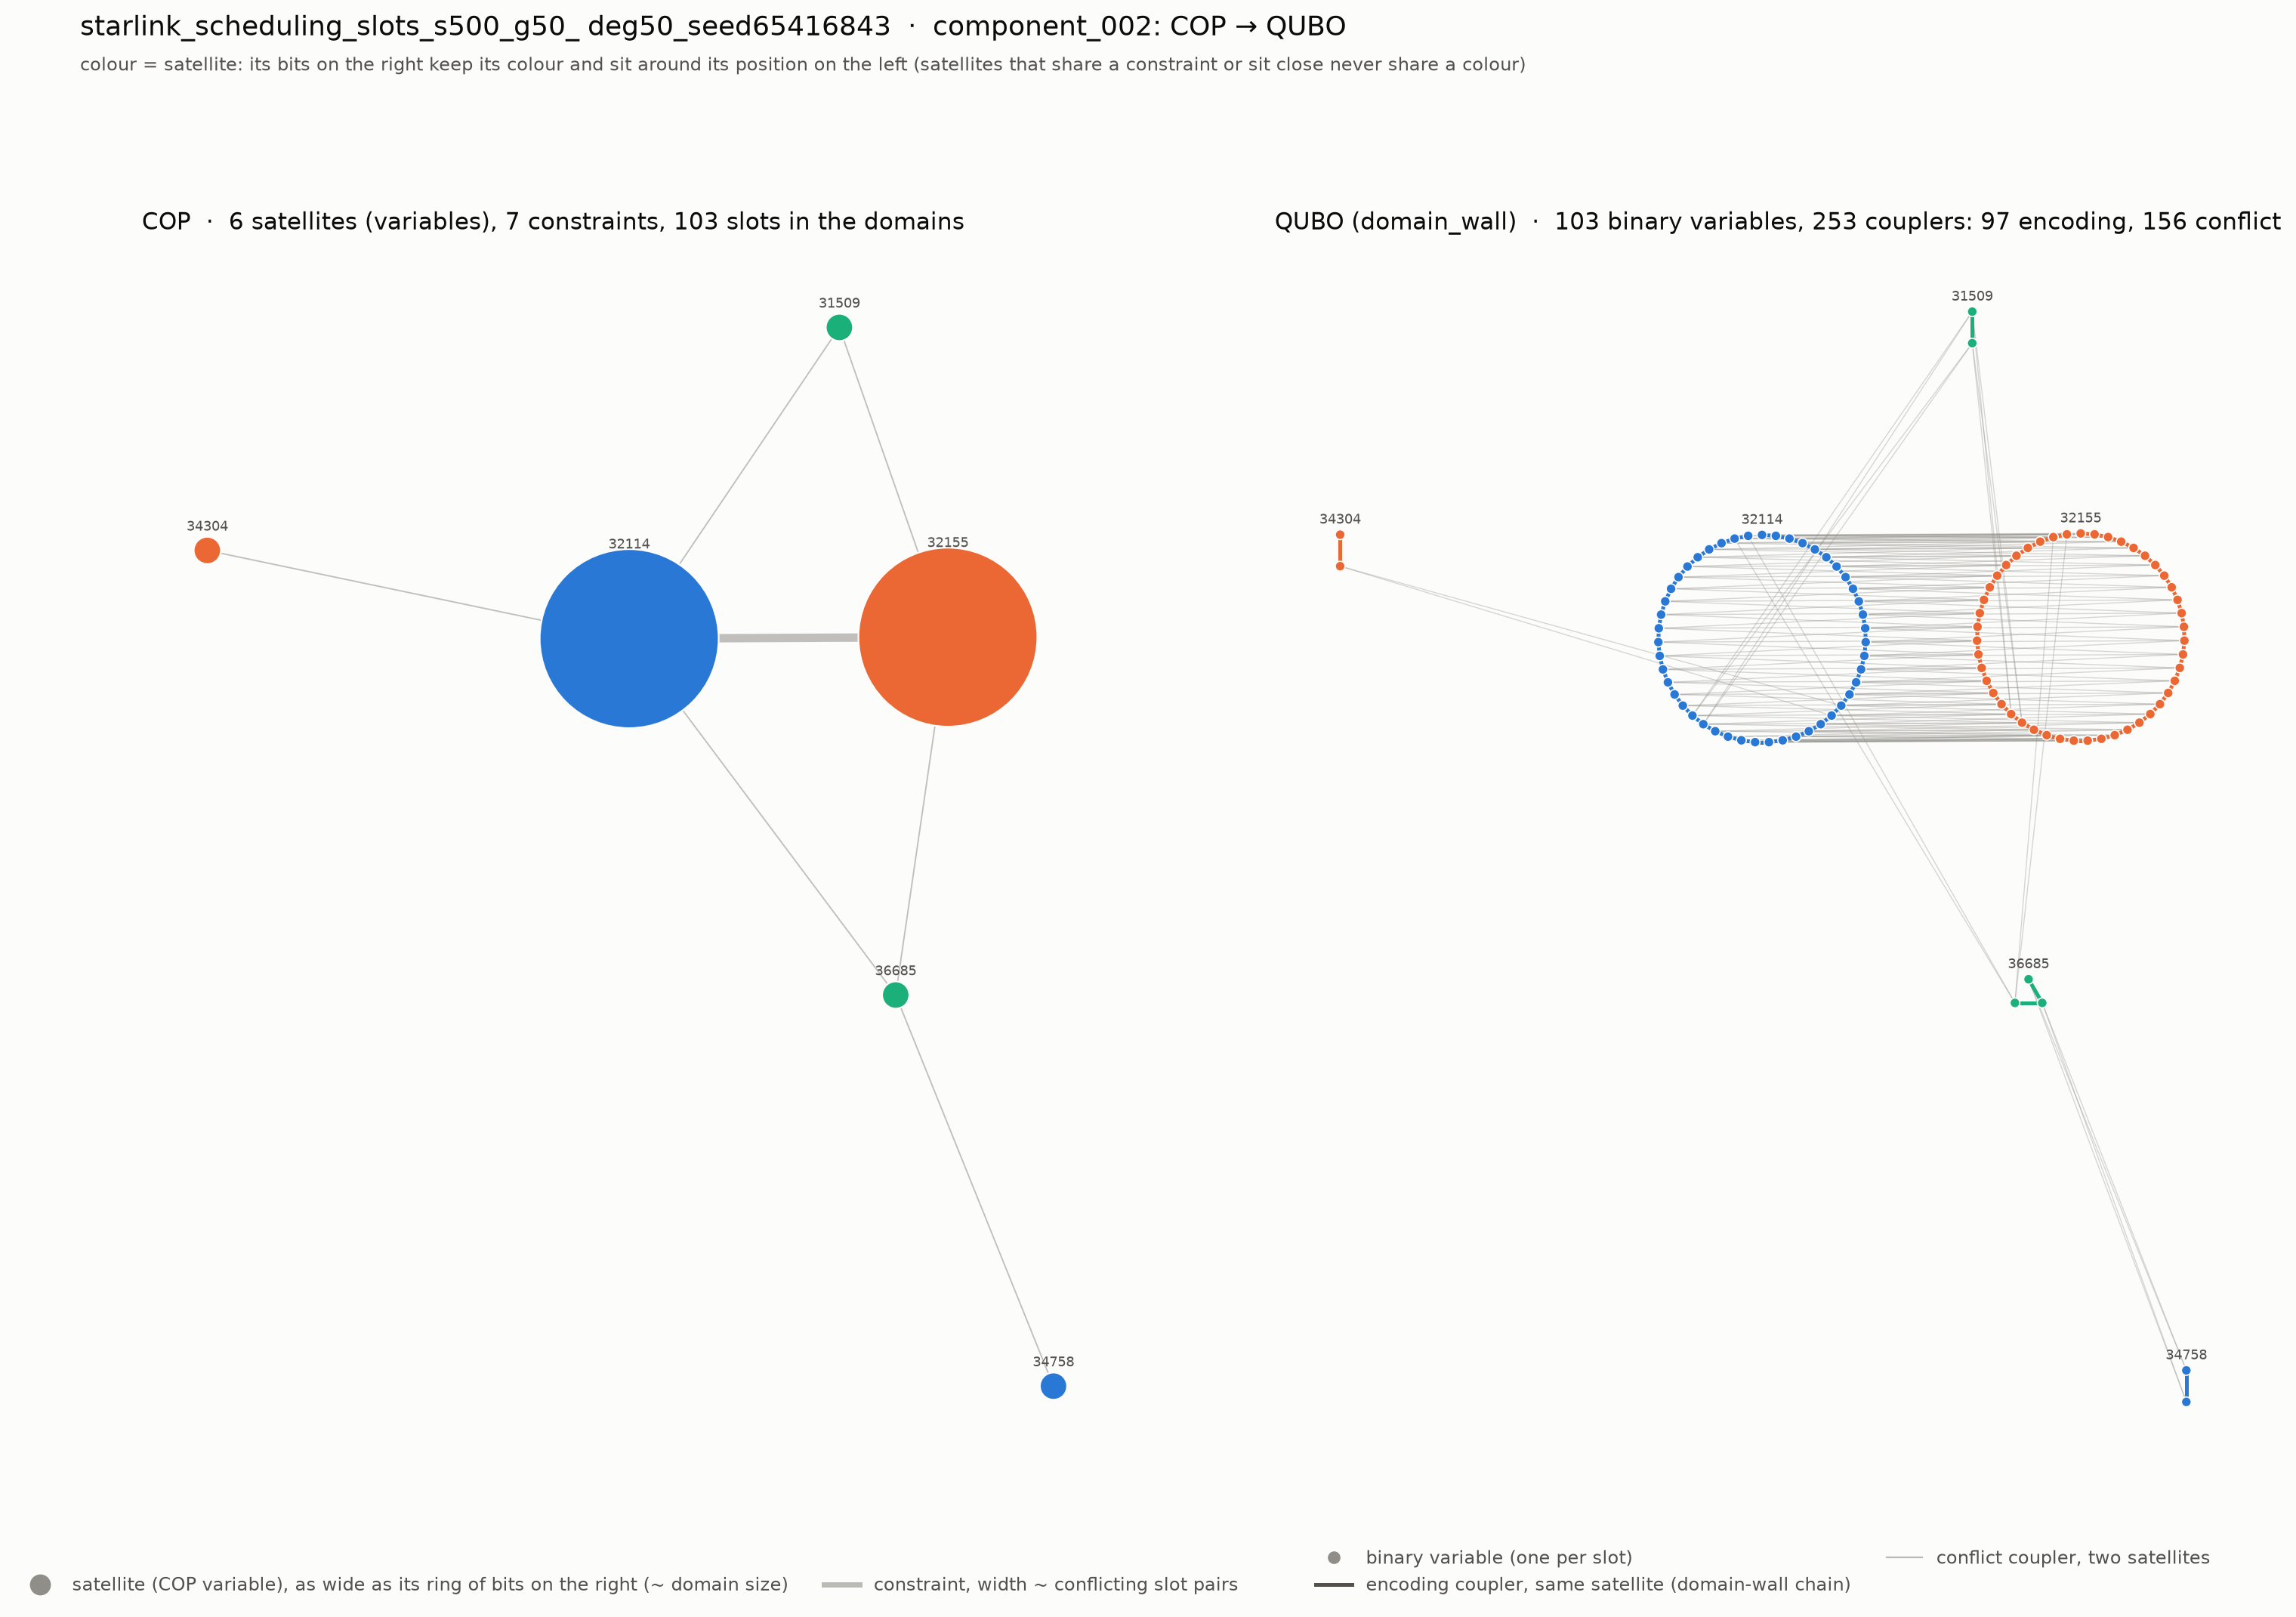 starlink_scheduling_slots_s500_g50_ deg50_seed65416843 · component_002: COP → QUBO
colour = satellite: its bits on the right keep its colour and sit around its position on the left (satellites that share a constraint or sit close never share a colour)
COP · 6 satellites (variables), 7 constraints, 103 slots in the domains
31509
34304
32114
32155
36685
34758
satellite (COP variable), as wide as its ring of bits on the right (~ domain size)
constraint, width ~ conflicting slot pairs
QUBO (domain_wall) · 103 binary variables, 253 couplers: 97 encoding, 156 conflict
31509
34304
32114
32155
36685
34758
binary variable (one per slot)
conflict coupler, two satellites
encoding coupler, same satellite (domain-wall chain)